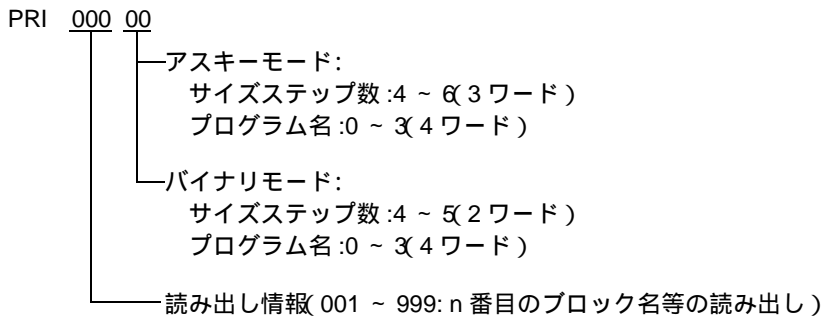 PRI 000 00
アスキーモード:
サイズステップ数:4 ~ 6(3ワード)
プログラム名:0 ~ 3(4ワード)
バイナリモード:
サイズステップ数:4 ~ 5(2ワード)
プログラム名:0 ~ 3(4ワード)
読み出し情報(001 ~ 999: n番目のブロック名等の読み出し)